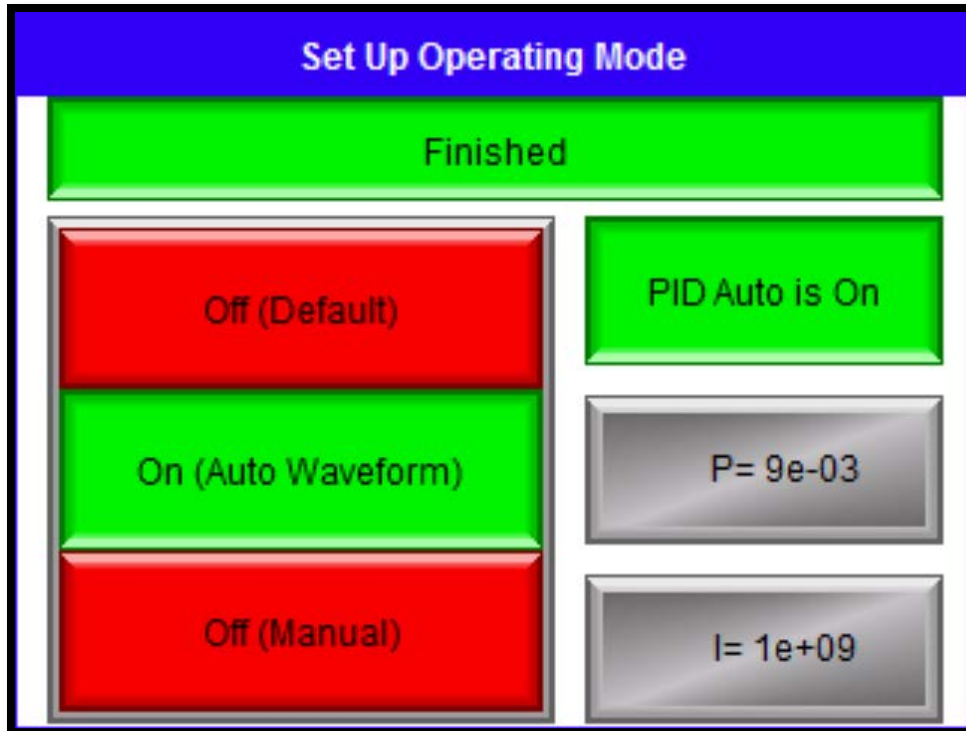 Set Up Operating Mode
Finished
Off (Default)
PID Auto is On
On (Auto Waveform)
P= 9e-03
Off (Manual)
I= 1e+09